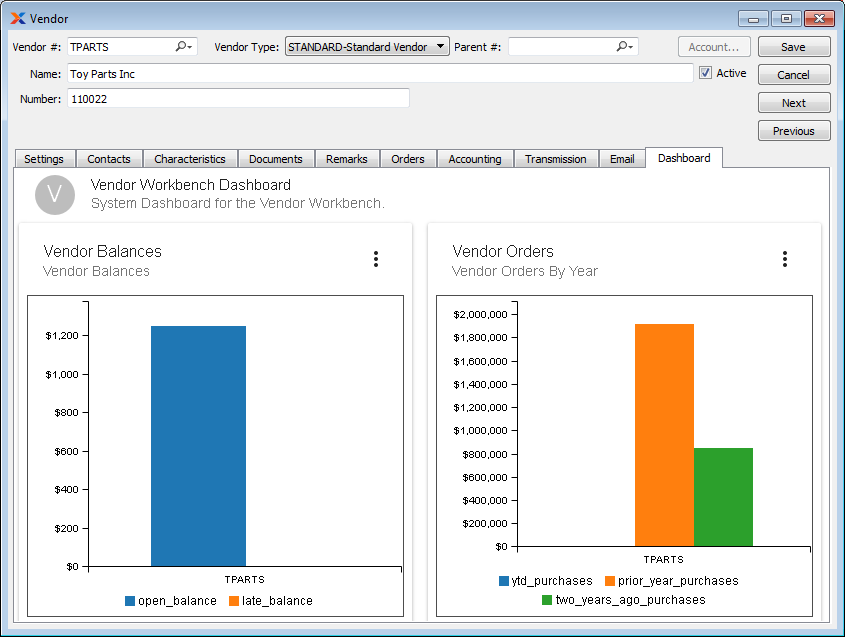 Vendor
Vendor #: TPARTS Vendor Type: STANDARD-Standard Vendor Parent #: Account... Save
Name: Toy Parts Inc Active Cancel
Number: 110022 Next
Previous
Settings Contacts Characteristics Documents Remarks Orders Accounting Transmission Email Dashboard
V
Vendor Workbench Dashboard
System Dashboard for the Vendor Workbench.
Vendor Balances
Vendor Balances
$1,200
$1,000
$800
$600
$400
$200
$0
TPARTS
open_balance late_balance
Vendor Orders
Vendor Orders By Year
$2,000,000
$1,800,000
$1,600,000
$1,400,000
$1,200,000
$1,000,000
$800,000
$600,000
$400,000
$200,000
$0
TPARTS
ytd_purchases prior_year_purchases
two_years_ago_purchases